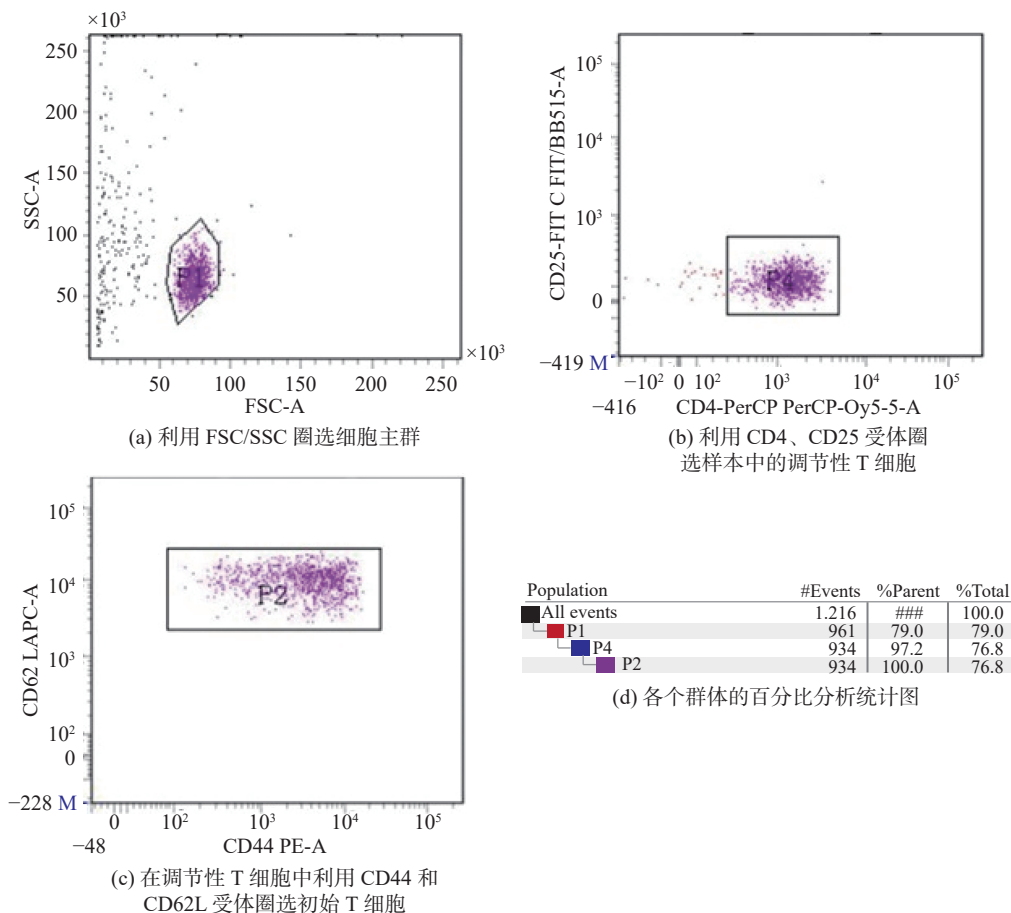 ×10³
250
200
150
100
50
SSC-A
P1
50
100
150
200
250
×10³
FSC-A
(a) 利用 FSC/SSC 圈选细胞主群
10⁵
10⁴
10³
0
−419 M
CD25-FIT C FIT/BB515-A
P4
−10² 0 10² 10³ 10⁴ 10⁵
−416
CD4-PerCP PerCP-Oy5-5-A
(b) 利用 CD4、CD25 受体圈
选样本中的调节性 T 细胞
10⁵
10⁴
10³
10²
0
−228 M
CD62 LAPC-A
P2
0 10² 10³ 10⁴ 10⁵
−48
CD44 PE-A
(c) 在调节性 T 细胞中利用 CD44 和
CD62L 受体圈选初始 T 细胞
Population #Events %Parent %Total
All events 1.216 ### 100.0
P1 961 79.0 79.0
P4 934 97.2 76.8
P2 934 100.0 76.8
(d) 各个群体的百分比分析统计图